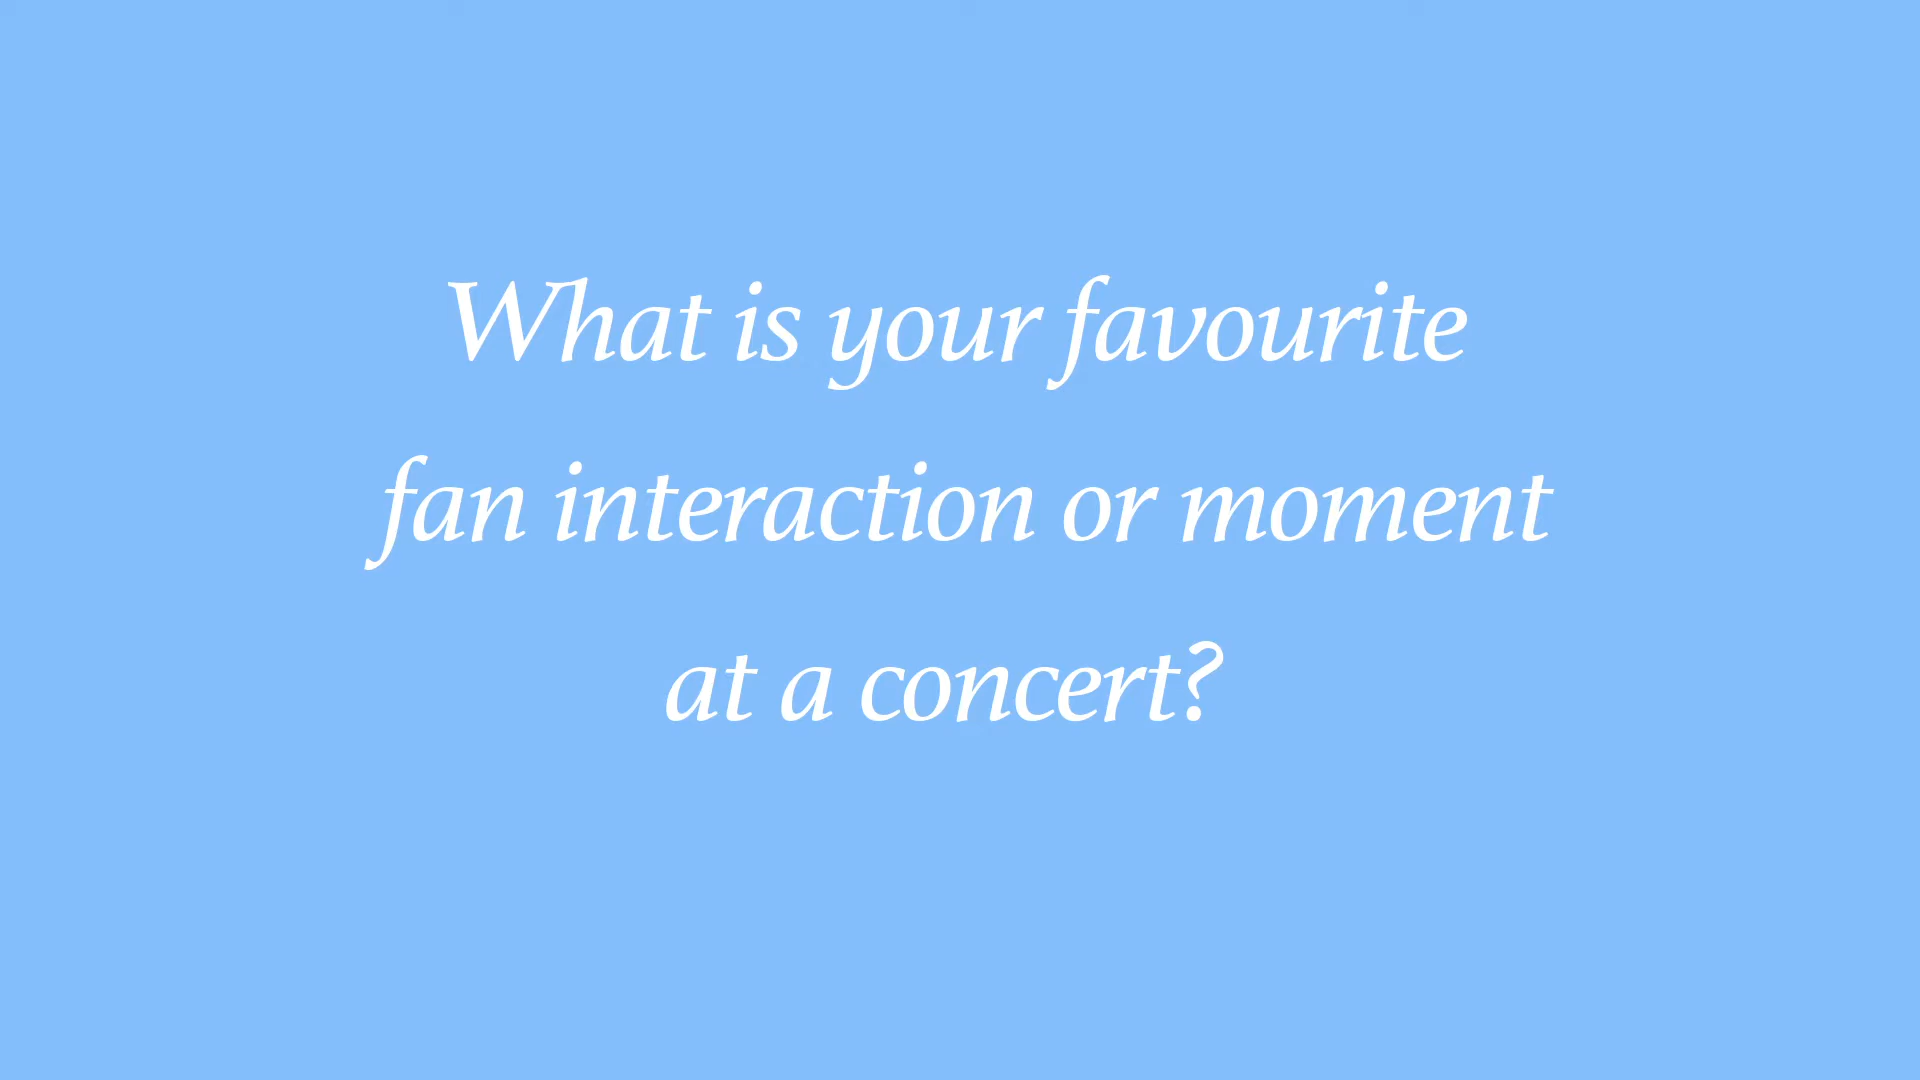 What is your favourite
fan interaction or moment
at a concert?